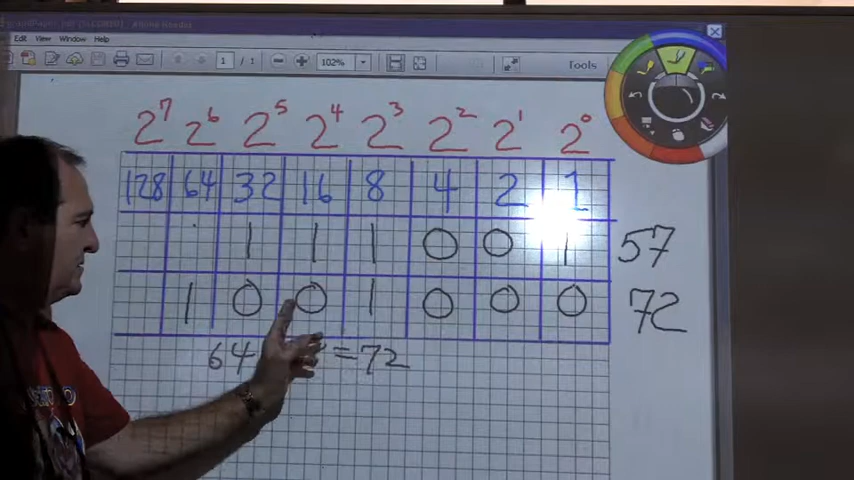 Edit View Window Help
1 / 1 102% Tools
2^7 2^6 2^5 2^4 2^3 2^2 2^1 2^0
128 64 32 16 8 4 2 1
1 1 1 0 0 1 57
1 0 0 1 0 0 0 72
64 = 72